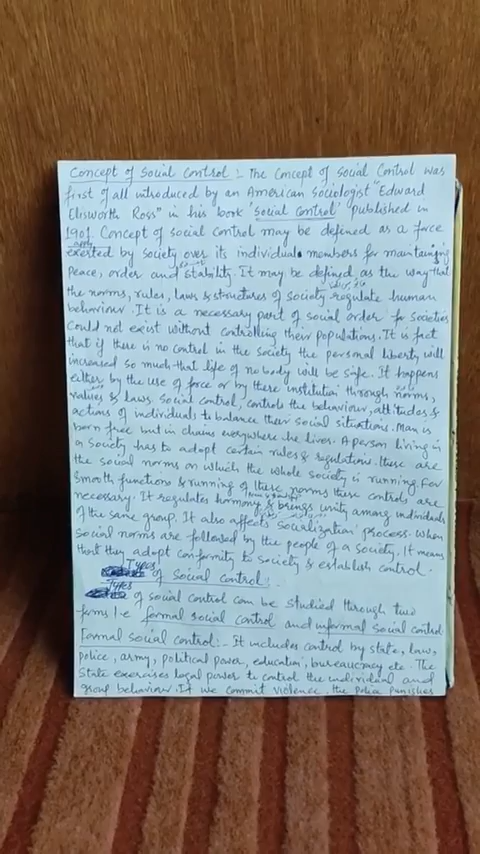 Concept of Social Control :- The Concept of Social Control was
first of all introduced by an American Sociologist "Edward
Elisworth Ross" in his book 'Social Control' published in
1901. Concept of social control may be defined as a force
exerted by society over its individual members for maintaining
Peace, order and stability. It may be defined as the way that
the norms, rules, Laws & structures of society regulate human
behaviour. It is a necessary part of social order for societies
could not exist without controlling their populations. It is fact
that if there is no control in the society the personal liberty will
increased so much that life of nobody will be safe. It happens
either by the use of force or by these institution through norms,
values & laws. Social control, controls the behaviour, attitudes &
actions of individuals to balance their social situations. Man is
born free but in chains everywhere he lives. A person living in
a society has to adopt certain rules & regulations. These are
the social norms on which the whole society is running. For
smooth functions & running of these norms these controls are
necessary. It regulates harmony & brings unity among individuals
of the same group. It also affects socialization process. When
social norms are followed by the people of a society. It means
that they adopt conformity to society & establish control.
Types of Social Control:
Types of social control can be studied through two
forms i.e formal social control and informal social control
Formal social control:- It includes control by state, law,
police, army, political power, education, bureaucracy etc. The
State exercises legal power to control the individual and
group behaviour. If we commit violence, the police punishes